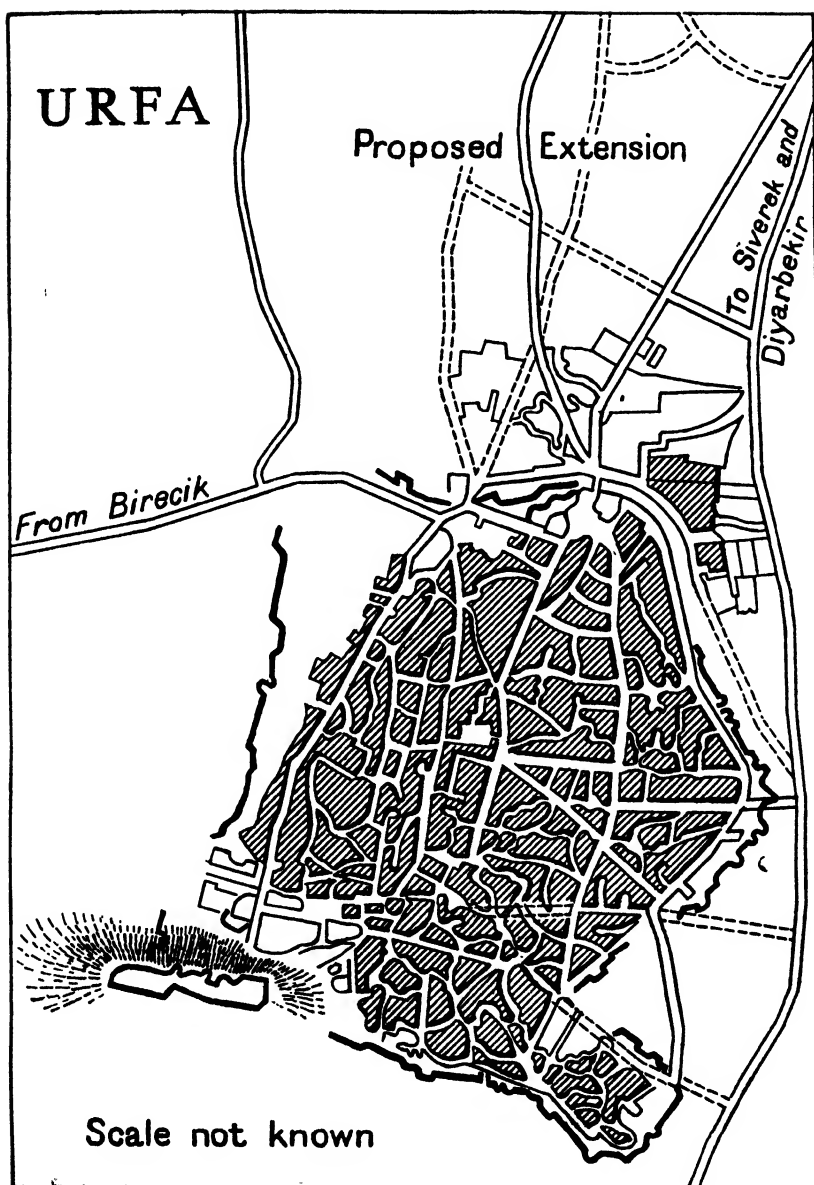 URFA
Proposed Extension
To Siverek and
Diyarbekir
From Birecik
Scale not known